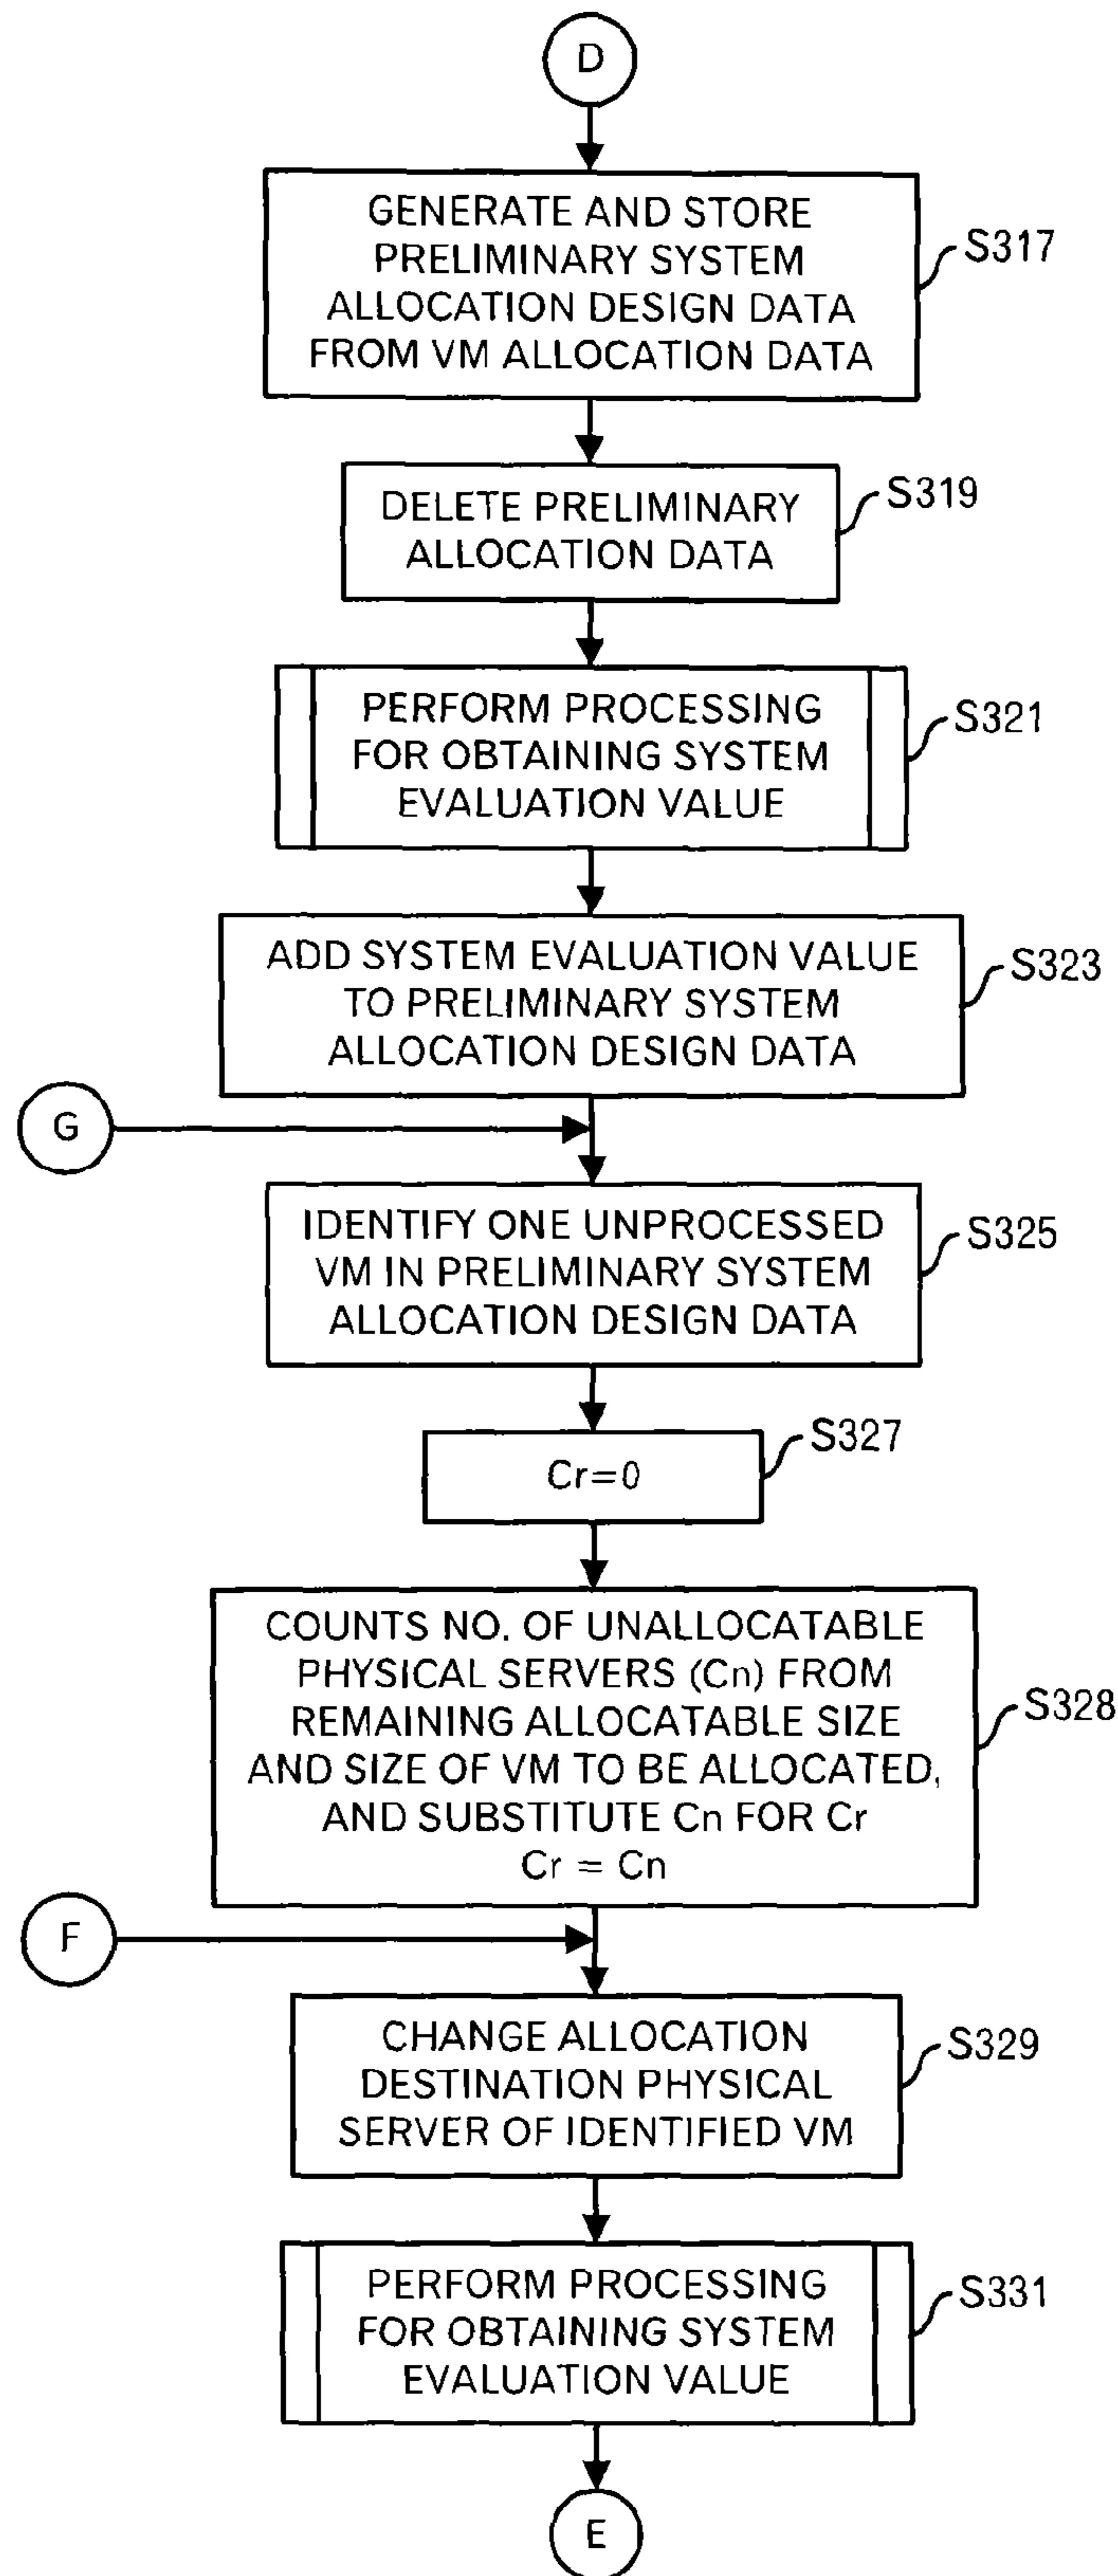 D
GENERATE AND STORE
PRELIMINARY SYSTEM
ALLOCATION DESIGN DATA
FROM VM ALLOCATION DATA
S317
DELETE PRELIMINARY
ALLOCATION DATA
S319
PERFORM PROCESSING
FOR OBTAINING SYSTEM
EVALUATION VALUE
S321
ADD SYSTEM EVALUATION VALUE
TO PRELIMINARY SYSTEM
ALLOCATION DESIGN DATA
S323
G
IDENTIFY ONE UNPROCESSED
VM IN PRELIMINARY SYSTEM
ALLOCATION DESIGN DATA
S325
Cr=0
S327
COUNTS NO. OF UNALLOCATABLE
PHYSICAL SERVERS (Cn) FROM
REMAINING ALLOCATABLE SIZE
AND SIZE OF VM TO BE ALLOCATED,
AND SUBSTITUTE Cn FOR Cr
Cr = Cn
S328
F
CHANGE ALLOCATION
DESTINATION PHYSICAL
SERVER OF IDENTIFIED VM
S329
PERFORM PROCESSING
FOR OBTAINING SYSTEM
EVALUATION VALUE
S331
E